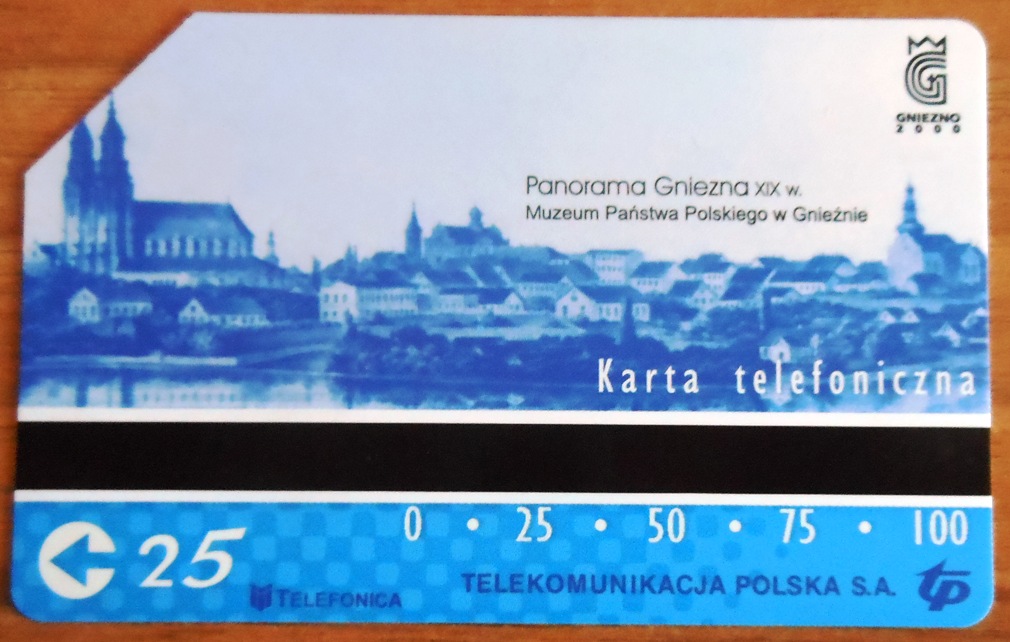 GNIEZNO
2000
Panorama Gniezna XIX w.
Muzeum Państwa Polskiego w Gnieźnie
Karta telefoniczna
0 • 25 • 50 • 75 • 100
25
TELEFONICA
TELEKOMUNIKACJA POLSKA S.A. tp